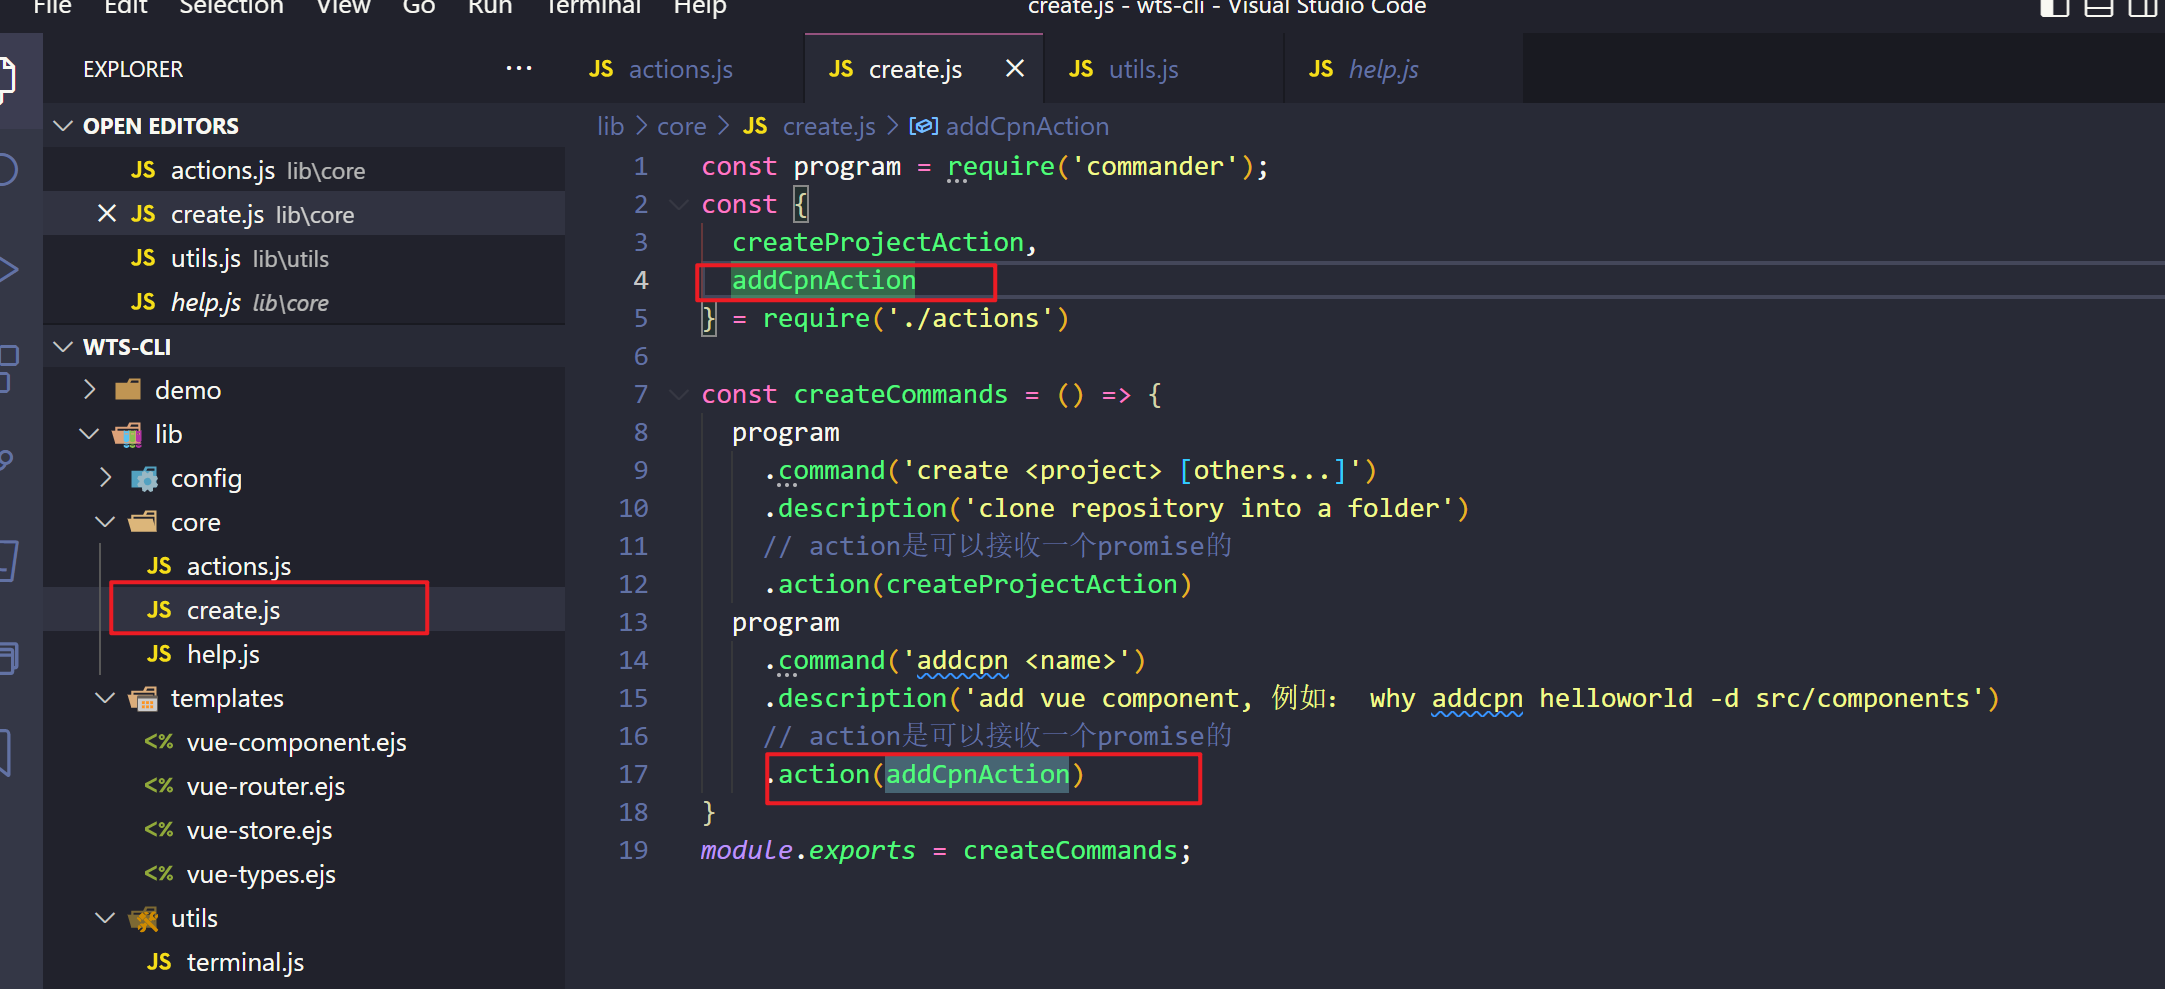 File Edit Selection View Go Run Terminal Help create.js - wts-cli - Visual Studio Code
EXPLORER ...
OPEN EDITORS
JS actions.js lib\core
JS create.js lib\core
JS utils.js lib\utils
JS help.js lib\core
WTS-CLI
demo
lib
config
core
JS actions.js
JS create.js
JS help.js
templates
<% vue-component.ejs
<% vue-router.ejs
<% vue-store.ejs
<% vue-types.ejs
utils
JS terminal.js
JS actions.js JS create.js JS utils.js JS help.js
lib > core > JS create.js > addCpnAction
1 const program = require('commander');
2 const {
3 createProjectAction,
4 addCpnAction
5 } = require('./actions')
6
7 const createCommands = () => {
8 program
9 .command('create <project> [others...]')
10 .description('clone repository into a folder')
11 // action是可以接收一个promise的
12 .action(createProjectAction)
13 program
14 .command('addcpn <name>')
15 .description('add vue component, 例如： why addcpn helloworld -d src/components')
16 // action是可以接收一个promise的
17 .action(addCpnAction)
18 }
19 module.exports = createCommands;